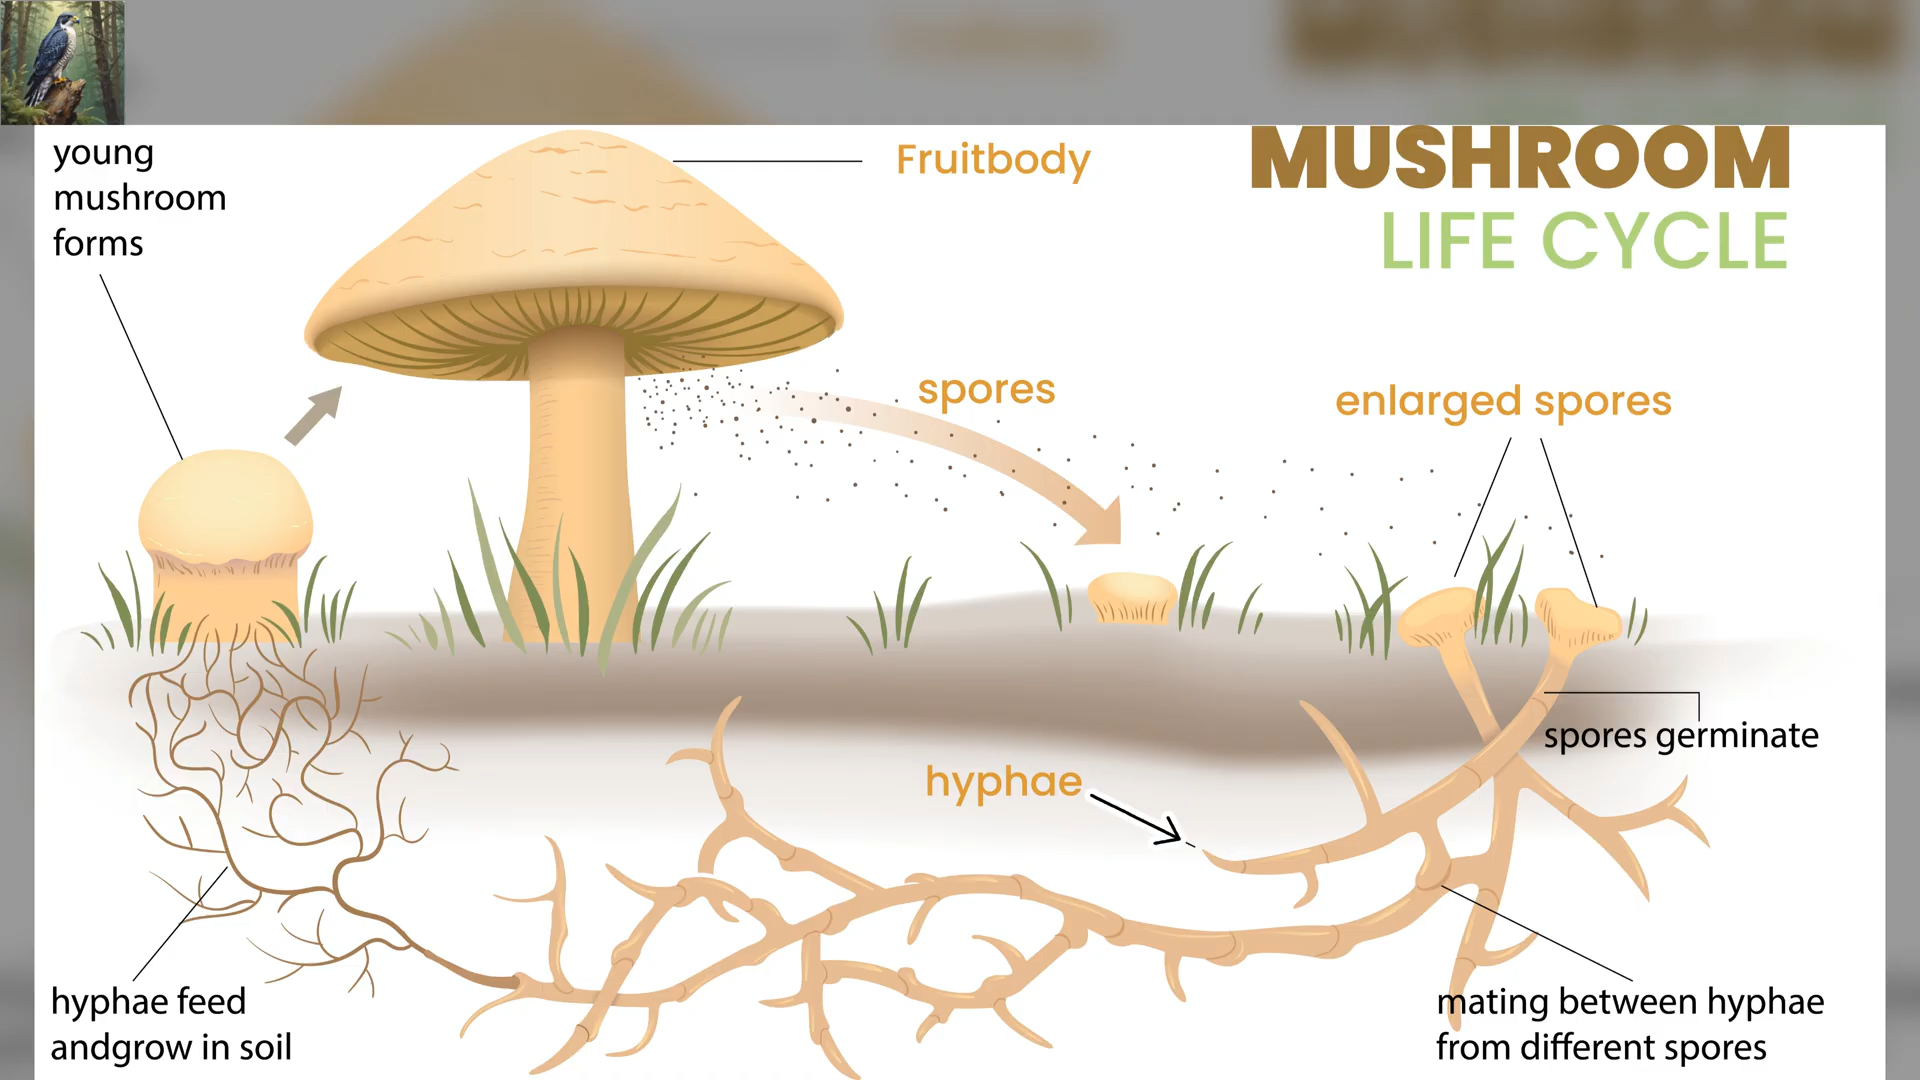 MUSHROOM
LIFE CYCLE
young
mushroom
forms
Fruitbody
spores
enlarged spores
spores germinate
hyphae
hyphae feed
andgrow in soil
mating between hyphae
from different spores